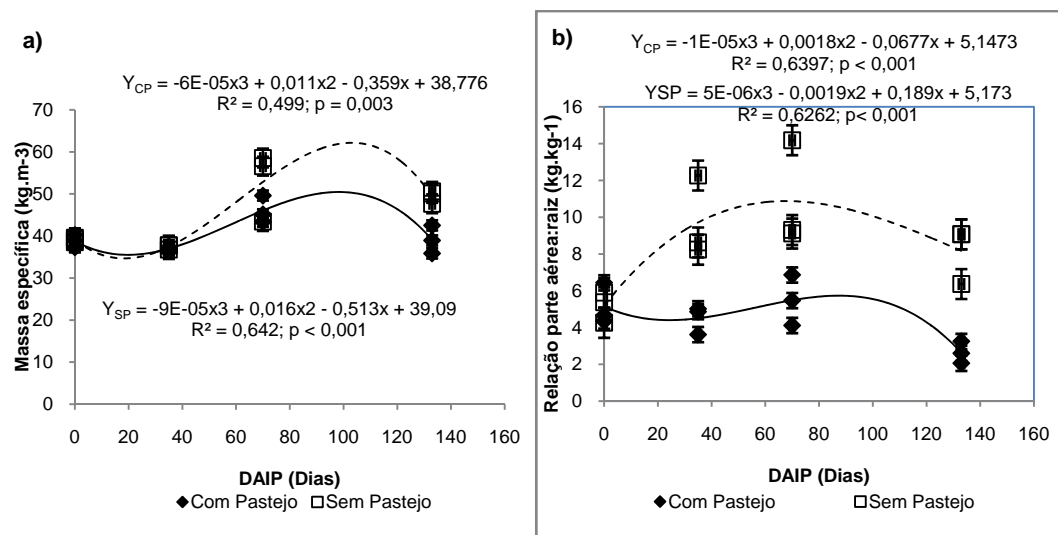 a)
Y_CP = -6E-05x3 + 0,011x2 - 0,359x + 38,776
R² = 0,499; p = 0,003
70
60
50
40
30
20
10
0
Massa específica (kg.m-3)
Y_SP = -9E-05x3 + 0,016x2 - 0,513x + 39,09
R² = 0,642; p < 0,001
0 20 40 60 80 100 120 140 160
DAIP (Dias)
Com Pastejo Sem Pastejo
b)
Y_CP = -1E-05x3 + 0,0018x2 - 0,0677x + 5,1473
R² = 0,6397; p < 0,001
YSP = 5E-06x3 - 0,0019x2 + 0,189x + 5,173
R² = 0,6262; p< 0,001
16
14
12
10
8
6
4
2
0
Relação parte aérea:raiz (kg.kg-1)
0 20 40 60 80 100 120 140 160
DAIP (Dias)
Com Pastejo Sem Pastejo